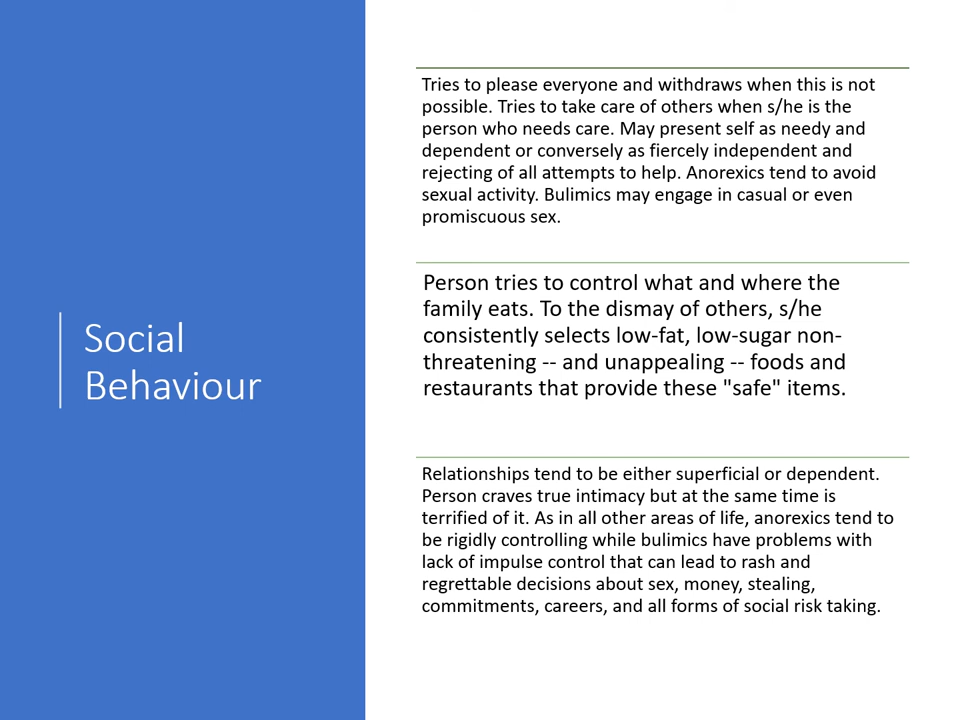 Social
Behaviour
Tries to please everyone and withdraws when this is not
possible. Tries to take care of others when s/he is the
person who needs care. May present self as needy and
dependent or conversely as fiercely independent and
rejecting of all attempts to help. Anorexics tend to avoid
sexual activity. Bulimics may engage in casual or even
promiscuous sex.
Person tries to control what and where the
family eats. To the dismay of others, s/he
consistently selects low-fat, low-sugar non-
threatening -- and unappealing -- foods and
restaurants that provide these "safe" items.
Relationships tend to be either superficial or dependent.
Person craves true intimacy but at the same time is
terrified of it. As in all other areas of life, anorexics tend to
be rigidly controlling while bulimics have problems with
lack of impulse control that can lead to rash and
regrettable decisions about sex, money, stealing,
commitments, careers, and all forms of social risk taking.